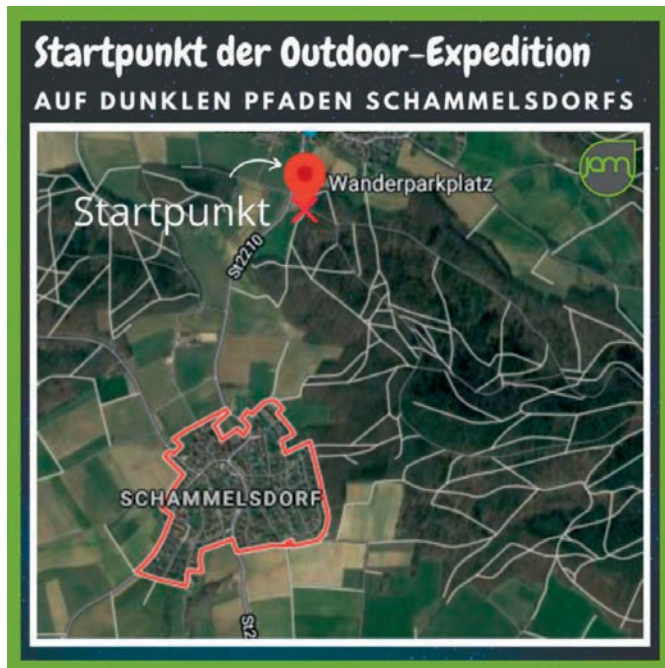 Startpunkt der Outdoor-Expedition
AUF DUNKLEN PFADEN SCHAMMELSDORFS
jam
Wanderparkplatz
Startpunkt
St2210
SCHAMMELSDORF
St2